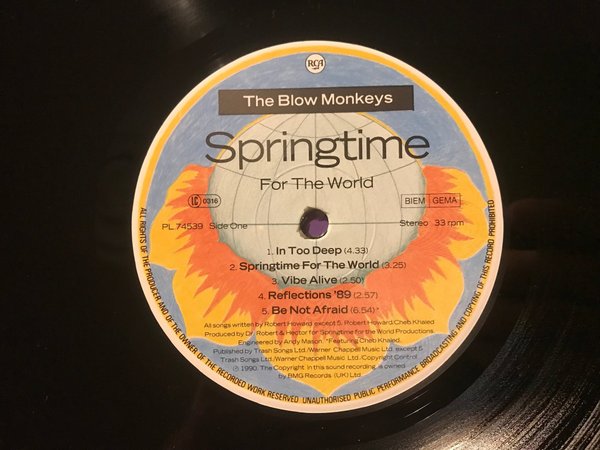 RCA
The Blow Monkeys
Springtime
For The World
LC 0316
BIEM GEMA
PL 74539 Side One
Stereo 33 rpm
1. In Too Deep (4.33)
2. Springtime For The World (3.25)
3. Vibe Alive (2.50)
4. Reflections '89 (2.57)
5. Be Not Afraid (6.54)*
All songs written by Robert Howard except 5. Robert Howard/Cheb Khaled.
Produced by Dr. Robert & Hector for Springtime for the World Productions
Engineered by Andy Mason. *Feat. Cheb Khaled.
Published by Trash Songs Ltd./Warner Chappell Music Ltd. except 5.
Trash Songs Ltd./Warner Chappell Music Ltd./Copyright Control.
℗ 1990. The Copyright in this sound recording is owned
by BMG Records (UK) Ltd.
ALL RIGHTS OF THE PRODUCER AND OF THE OWNER OF THE RECORDED WORK RESERVED UNAUTHORISED PUBLIC PERFORMANCE BROADCASTING AND COPYING OF THIS RECORD PROHIBITED